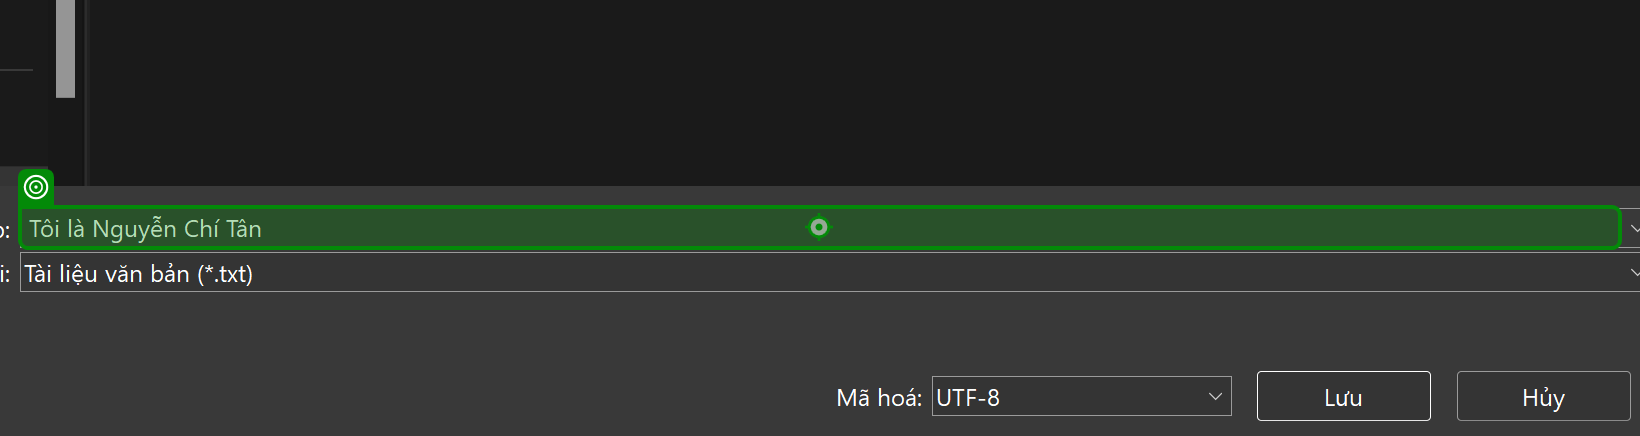 Tôi là Nguyễn Chí Tân
Tài liệu văn bản (*.txt)
Mã hoá: UTF-8 Lưu Hủy